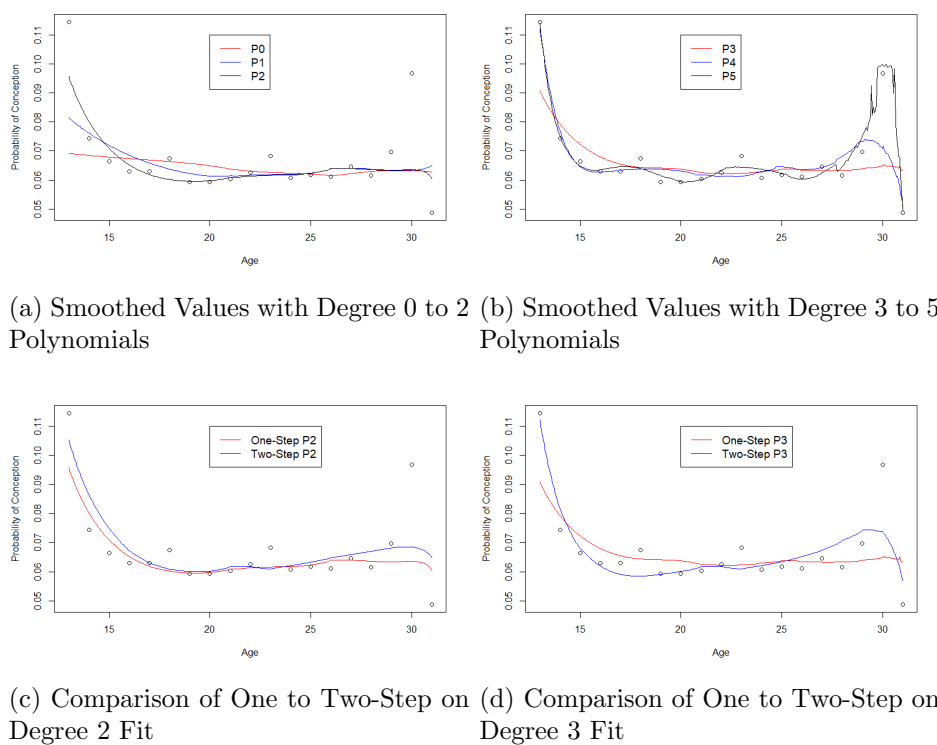 0.05 0.06 0.07 0.08 0.09 0.10 0.11
Probability of Conception
P0
P1
P2
15 20 25 30
Age
0.05 0.06 0.07 0.08 0.09 0.10 0.11
Probability of Conception
P3
P4
P5
15 20 25 30
Age
(a) Smoothed Values with Degree 0 to 2
Polynomials
(b) Smoothed Values with Degree 3 to 5
Polynomials
0.05 0.06 0.07 0.08 0.09 0.10 0.11
Probability of Conception
One-Step P2
Two-Step P2
15 20 25 30
Age
0.05 0.06 0.07 0.08 0.09 0.10 0.11
Probability of Conception
One-Step P3
Two-Step P3
15 20 25 30
Age
(c) Comparison of One to Two-Step on
Degree 2 Fit
(d) Comparison of One to Two-Step on
Degree 3 Fit